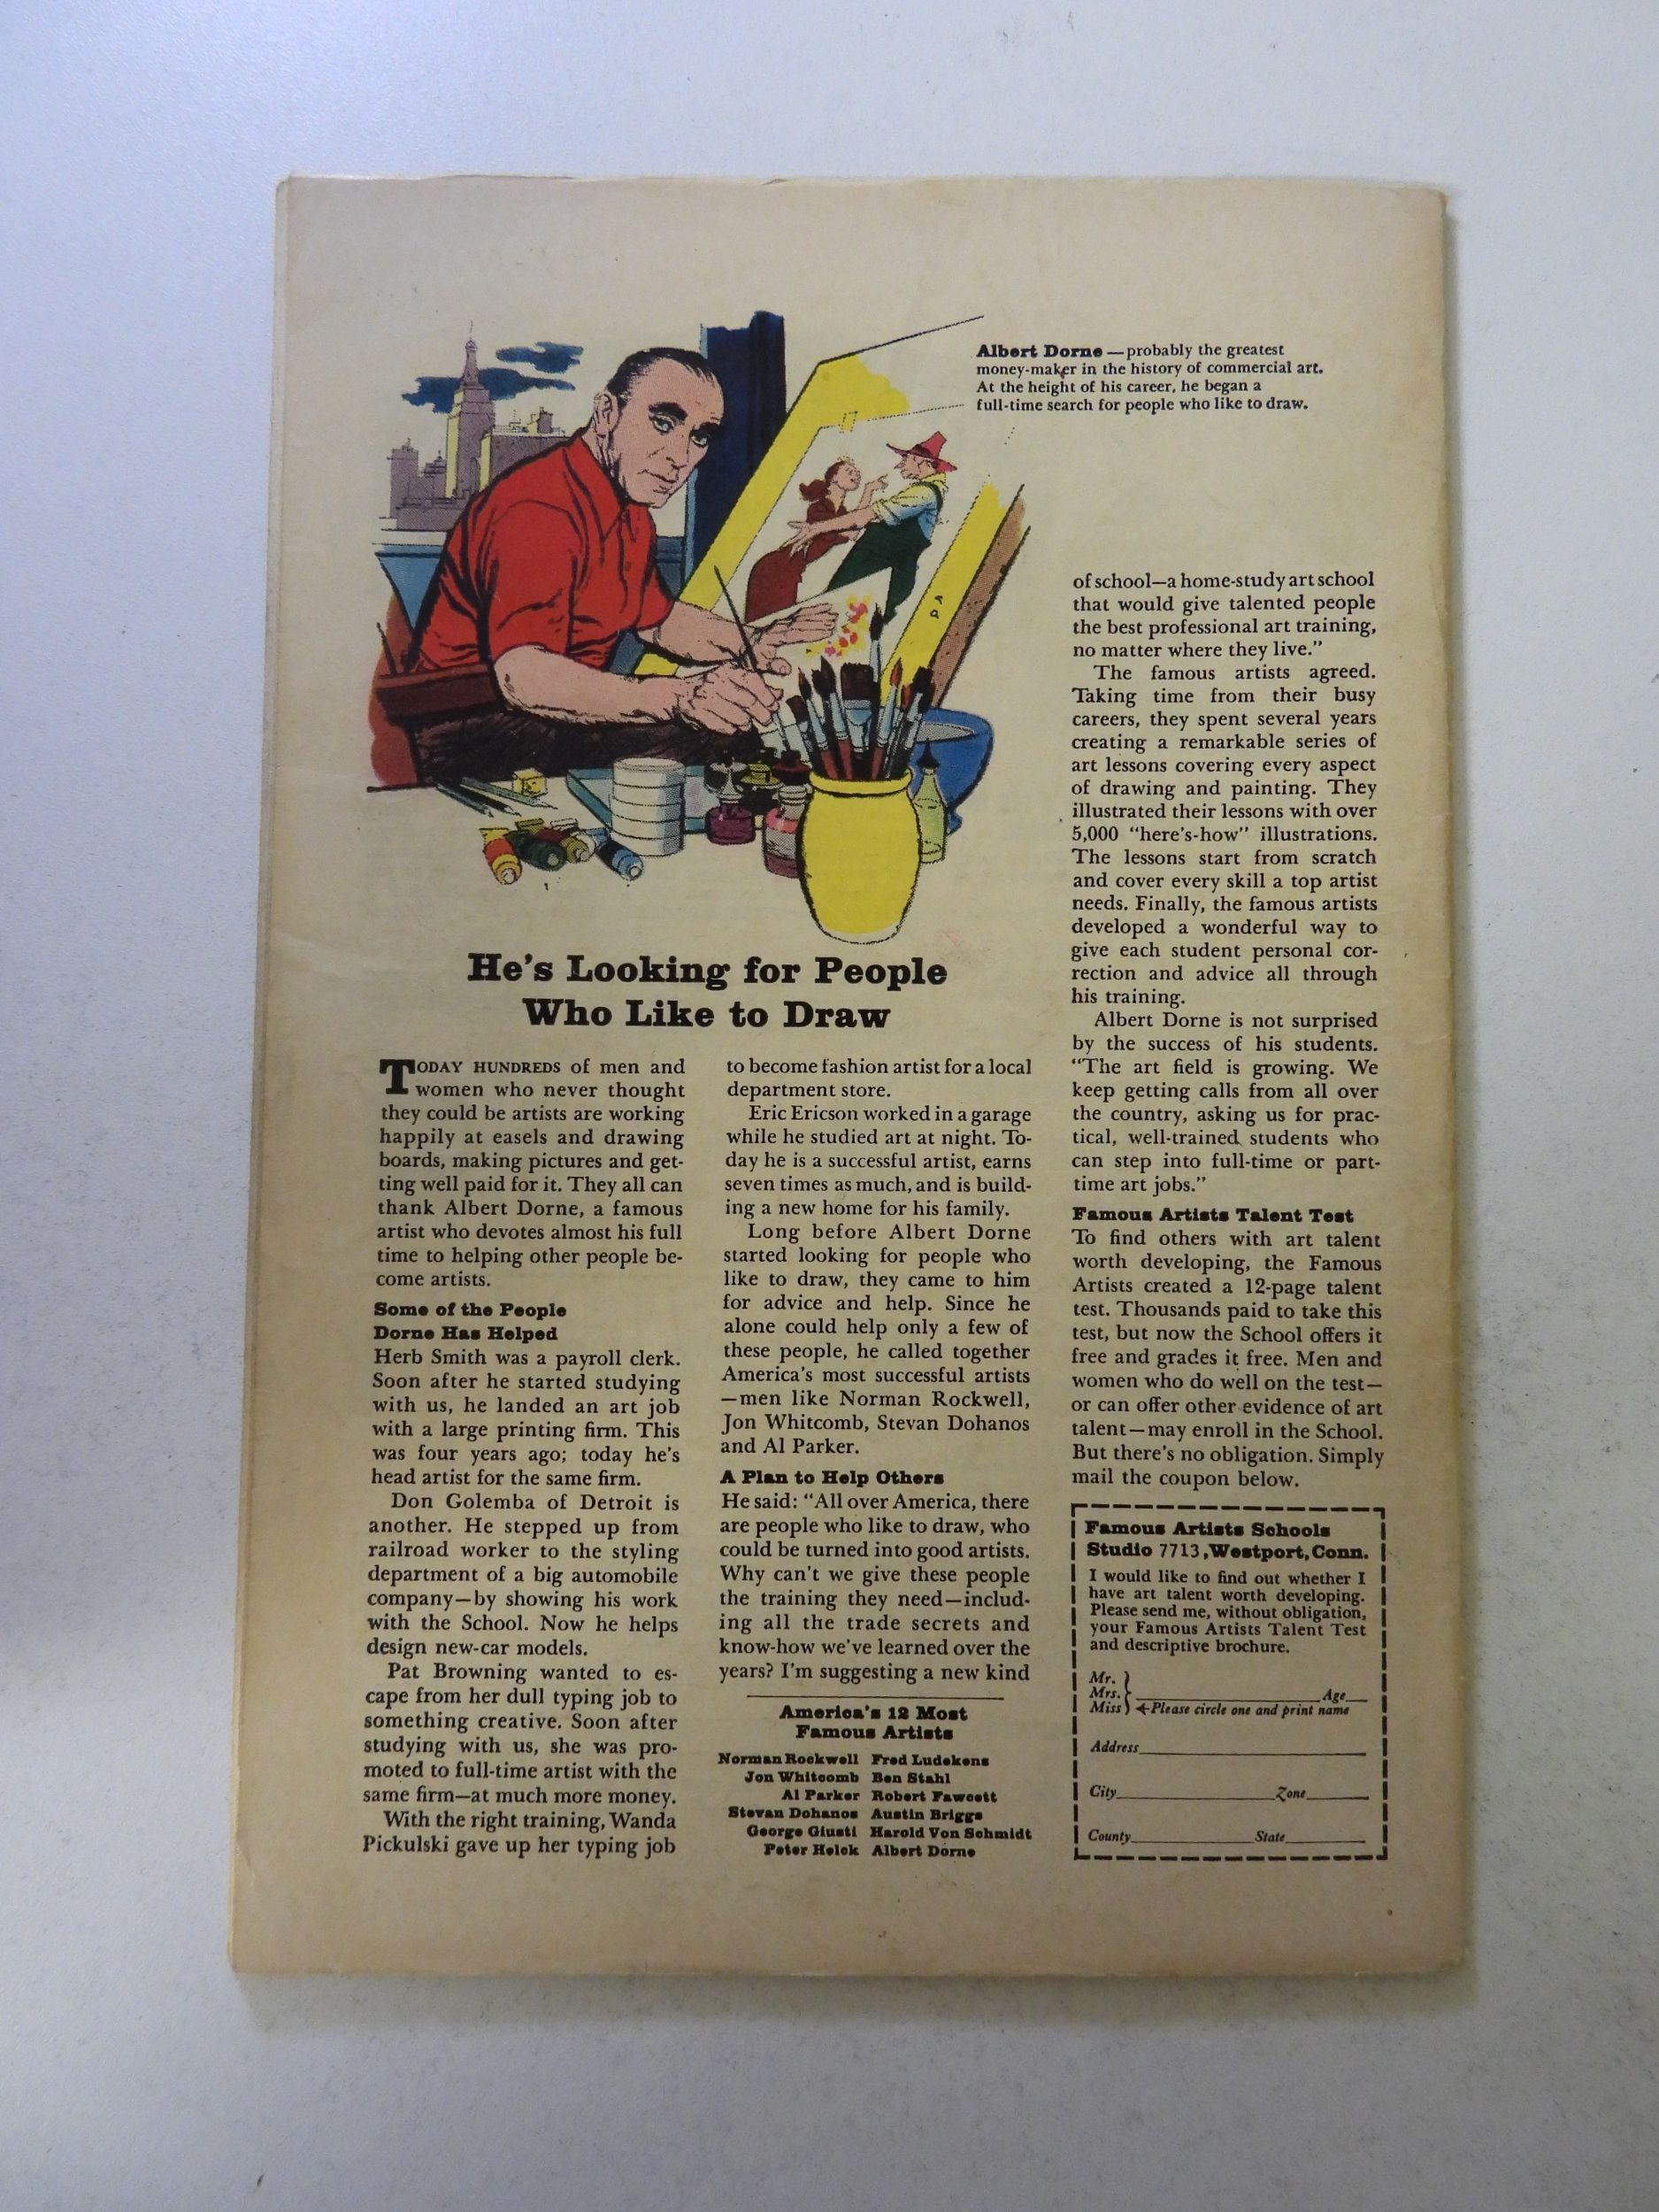 Albert Dorne — probably the greatest
money-maker in the history of commercial art.
At the height of his career, he began a
full-time search for people who like to draw.
He's Looking for People
Who Like to Draw
TODAY HUNDREDS of men and
women who never thought
they could be artists are working
happily at easels and drawing
boards, making pictures and get-
ting well paid for it. They all can
thank Albert Dorne, a famous
artist who devotes almost his full
time to helping other people be-
come artists.
Some of the People
Dorne Has Helped
Herb Smith was a payroll clerk.
Soon after he started studying
with us, he landed an art job
with a large printing firm. This
was four years ago; today he's
head artist for the same firm.
Don Golemba of Detroit is
another. He stepped up from
railroad worker to the styling
department of a big automobile
company—by showing his work
with the School. Now he helps
design new-car models.
Pat Browning wanted to es-
cape from her dull typing job to
something creative. Soon after
studying with us, she was pro-
moted to full-time artist with the
same firm—at much more money.
With the right training, Wanda
Pickulski gave up her typing job
to become fashion artist for a local
department store.
Eric Ericson worked in a garage
while he studied art at night. To-
day he is a successful artist, earns
seven times as much, and is build-
ing a new home for his family.
Long before Albert Dorne
started looking for people who
like to draw, they came to him
for advice and help. Since he
alone could help only a few of
these people, he called together
America's most successful artists
—men like Norman Rockwell,
Jon Whitcomb, Stevan Dohanos
and Al Parker.
A Plan to Help Others
He said: "All over America, there
are people who like to draw, who
could be turned into good artists.
Why can't we give these people
the training they need—includ-
ing all the trade secrets and
know-how we've learned over the
years? I'm suggesting a new kind
America's 12 Most
Famous Artists
Norman Rockwell Fred Ludekens
Jon Whitcomb Ben Stahl
Al Parker Robert Fawcett
Stevan Dohanos Austin Briggs
George Giusti Harold Von Schmidt
Peter Helck Albert Dorne
of school—a home-study art school
that would give talented people
the best professional art training,
no matter where they live."
The famous artists agreed.
Taking time from their busy
careers, they spent several years
creating a remarkable series of
art lessons covering every aspect
of drawing and painting. They
illustrated their lessons with over
5,000 "here's-how" illustrations.
The lessons start from scratch
and cover every skill a top artist
needs. Finally, the famous artists
developed a wonderful way to
give each student personal cor-
rection and advice all through
his training.
Albert Dorne is not surprised
by the success of his students.
"The art field is growing. We
keep getting calls from all over
the country, asking us for prac-
tical, well-trained students who
can step into full-time or part-
time art jobs."
Famous Artists Talent Test
To find others with art talent
worth developing, the Famous
Artists created a 12-page talent
test. Thousands paid to take this
test, but now the School offers it
free and grades it free. Men and
women who do well on the test—
or can offer other evidence of art
talent—may enroll in the School.
But there's no obligation. Simply
mail the coupon below.
Famous Artists Schools
Studio 7713, Westport, Conn.
I would like to find out whether I
have art talent worth developing.
Please send me, without obligation,
your Famous Artists Talent Test
and descriptive brochure.
Mr.
Mrs. Age
Miss Please circle one and print name
Address
City Zone
County State